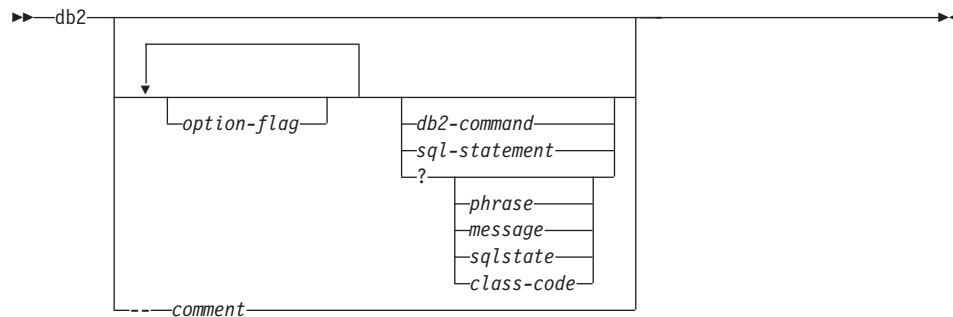 db2
option-flag
db2-command
sql-statement
?
phrase
message
sqlstate
class-code
-- comment